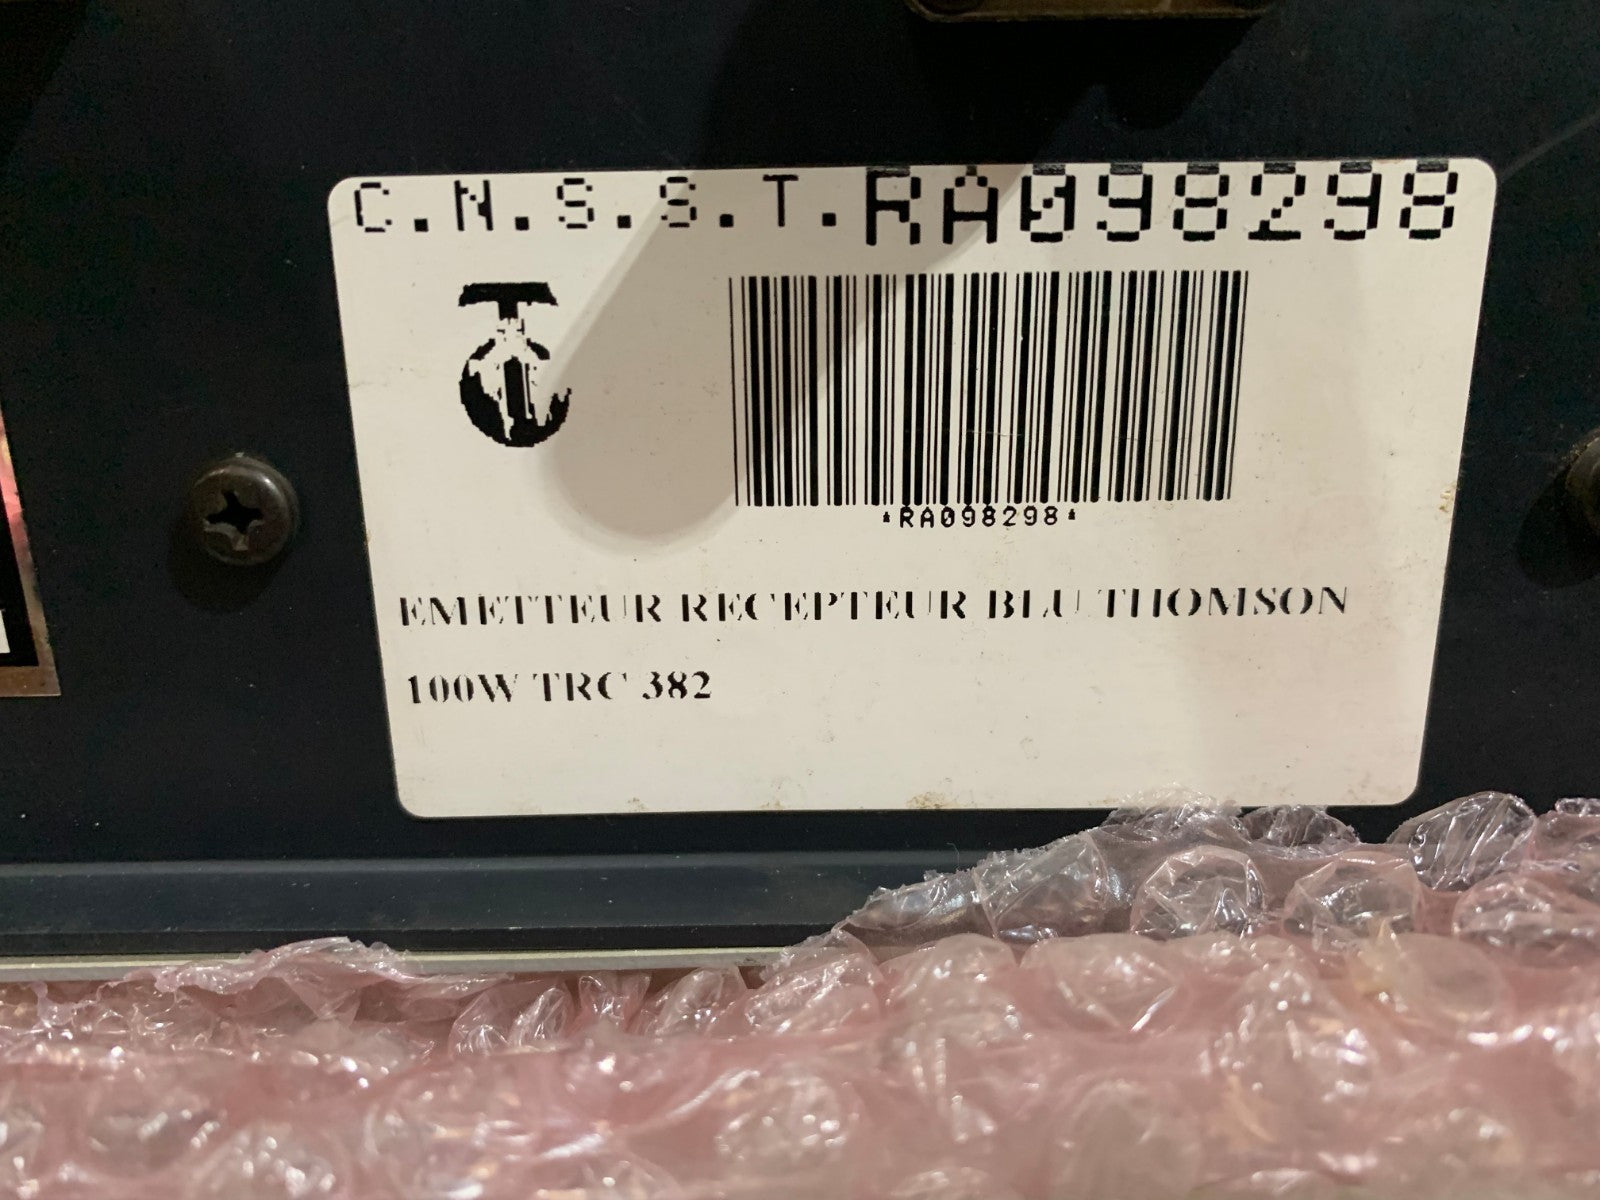 C.N.S.S.T.RA098298
*RA098298*
EMETTEUR RECEPTEUR BLU THOMSON
100W TRC 382